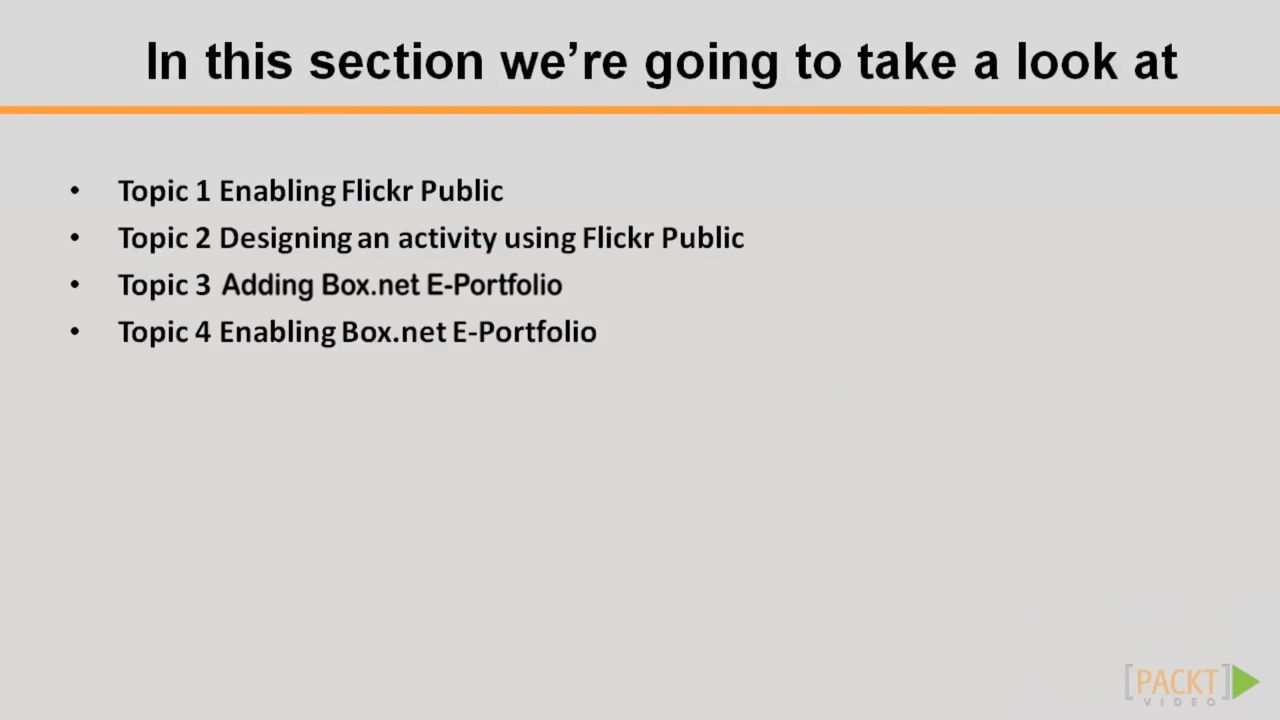 In this section we're going to take a look at
• Topic 1 Enabling Flickr Public
• Topic 2 Designing an activity using Flickr Public
• Topic 3 Adding Box.net E-Portfolio
• Topic 4 Enabling Box.net E-Portfolio
[PACKT]
VIDEO